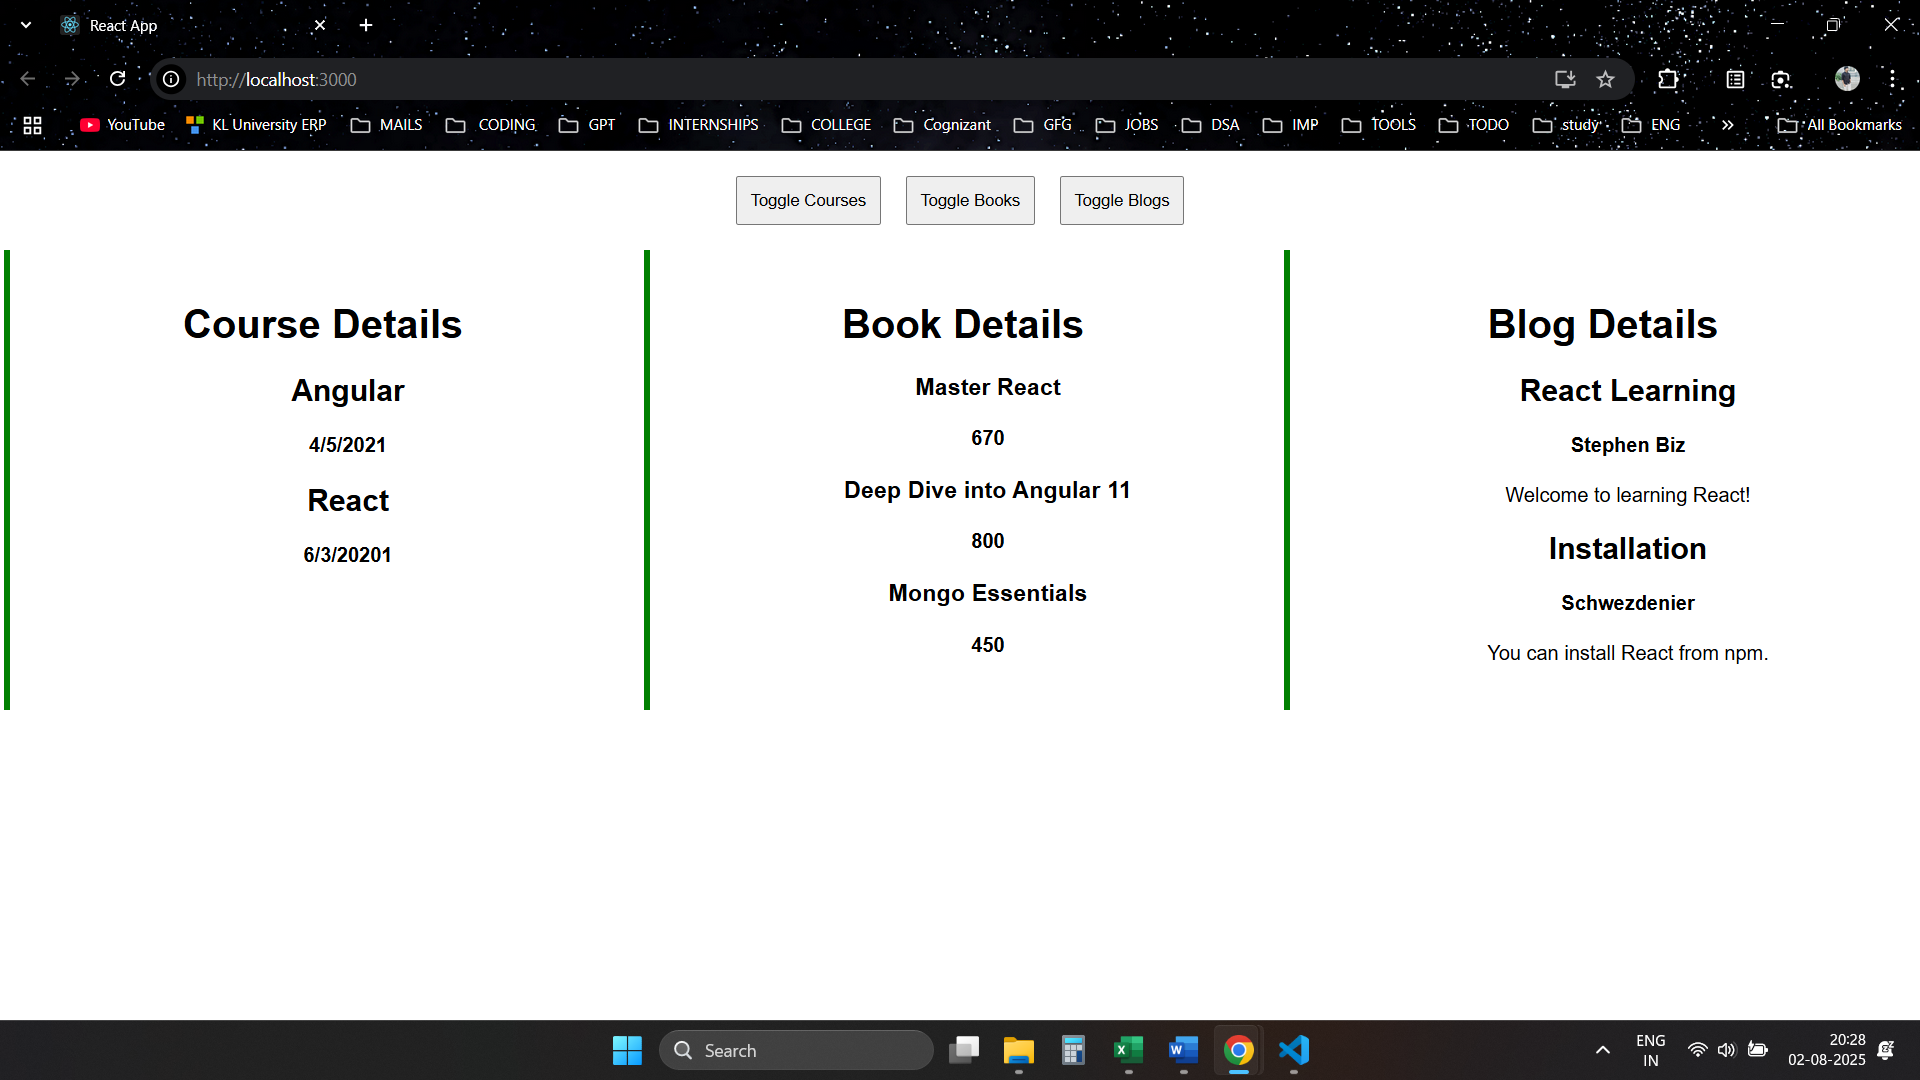 React App
http://localhost:3000
YouTube KL University ERP MAILS CODING GPT INTERNSHIPS COLLEGE Cognizant GFG JOBS DSA IMP TOOLS TODO study ENG » All Bookmarks
Toggle Courses Toggle Books Toggle Blogs
Course Details
Angular
4/5/2021
React
6/3/20201
Book Details
Master React
670
Deep Dive into Angular 11
800
Mongo Essentials
450
Blog Details
React Learning
Stephen Biz
Welcome to learning React!
Installation
Schwezdenier
You can install React from npm.
Search
ENG
IN
20:28
02-08-2025